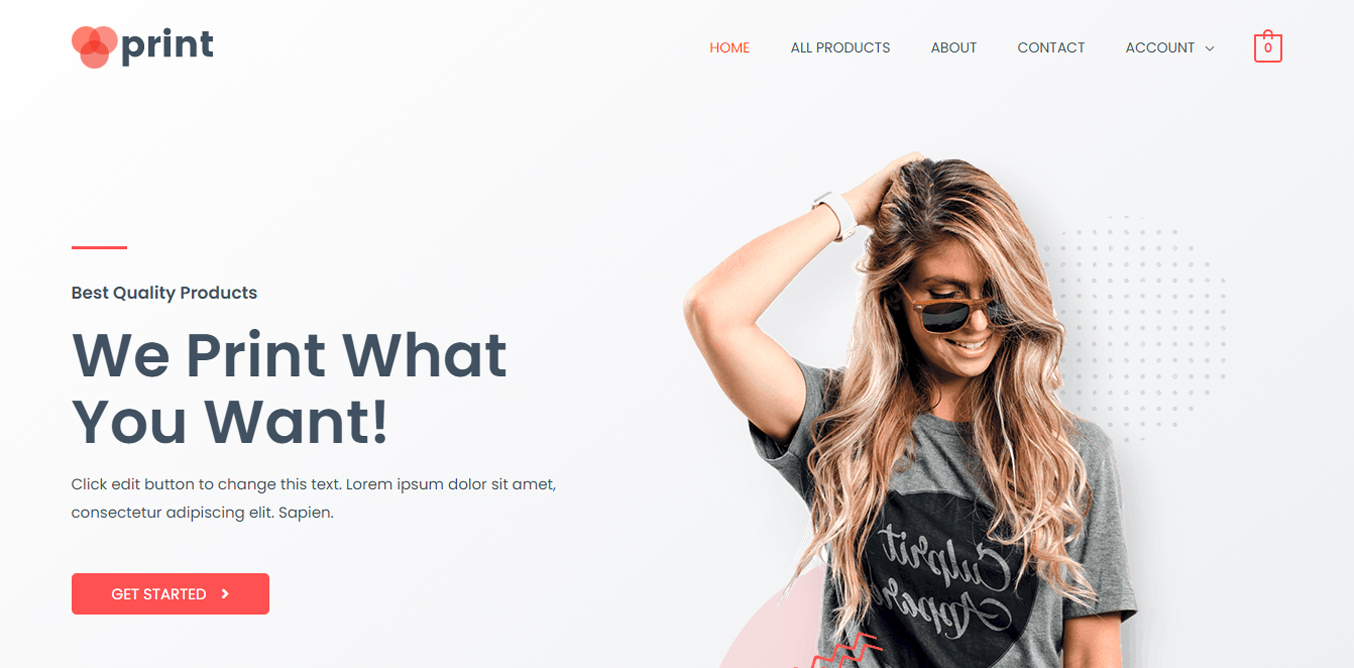 print
HOME ALL PRODUCTS ABOUT CONTACT ACCOUNT 0
Best Quality Products
We Print What
You Want!
Click edit button to change this text. Lorem ipsum dolor sit amet,
consectetur adipiscing elit. Sapien.
GET STARTED
Culprit